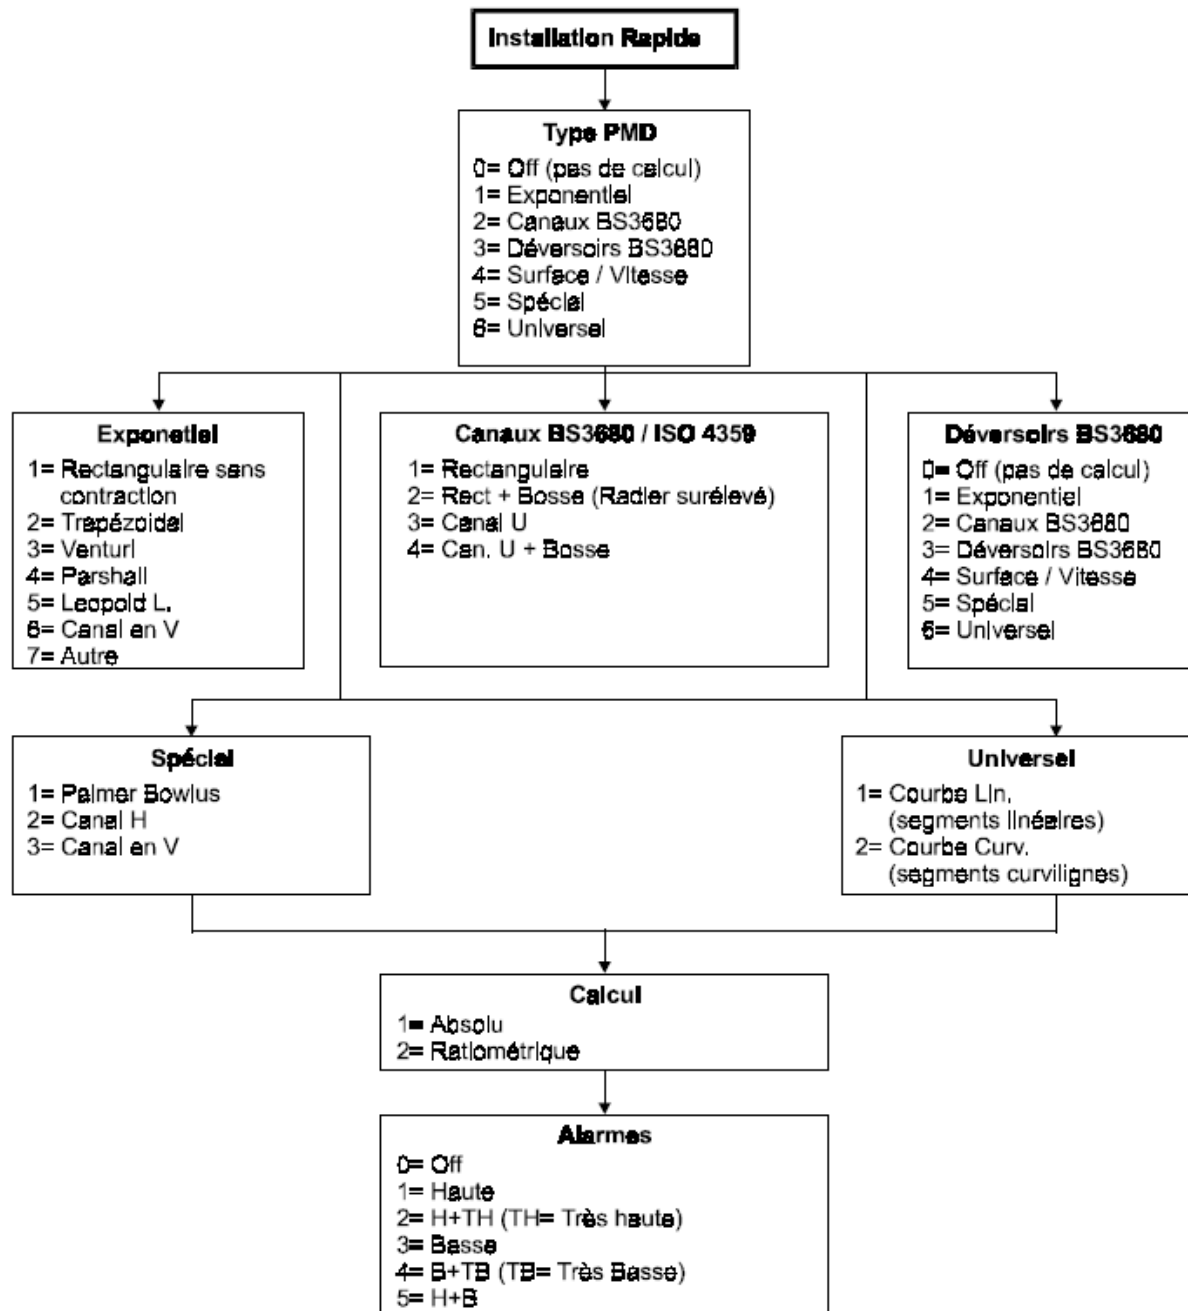 Installation Rapide
Type PMD
0= Off (pas de calcul)
1= Exponentiel
2= Canaux BS3680
3= Déversoirs BS3680
4= Surface / Vitesse
5= Spécial
6= Universel
Exponetiel
1= Rectangulaire sans
contraction
2= Trapézoidal
3= Venturi
4= Parshall
5= Leopold L.
6= Canal en V
7= Autre
Canaux BS3680 / ISO 4359
1= Rectangulaire
2= Rect + Bosse (Radier surélevé)
3= Canal U
4= Can. U + Bosse
Déversoirs BS3680
0= Off (pas de calcul)
1= Exponentiel
2= Canaux BS3680
3= Déversoirs BS3680
4= Surface / Vitesse
5= Spécial
6= Universel
Spécial
1= Palmer Bowlus
2= Canal H
3= Canal en V
Universel
1= Courbe Lin.
(segments linéaires)
2= Courbe Curv.
(segments curvilignes)
Calcul
1= Absolu
2= Ratiométrique
Alarmes
0= Off
1= Haute
2= H+TH (TH= Très haute)
3= Basse
4= B+TB (TB= Très Basse)
5= H+B